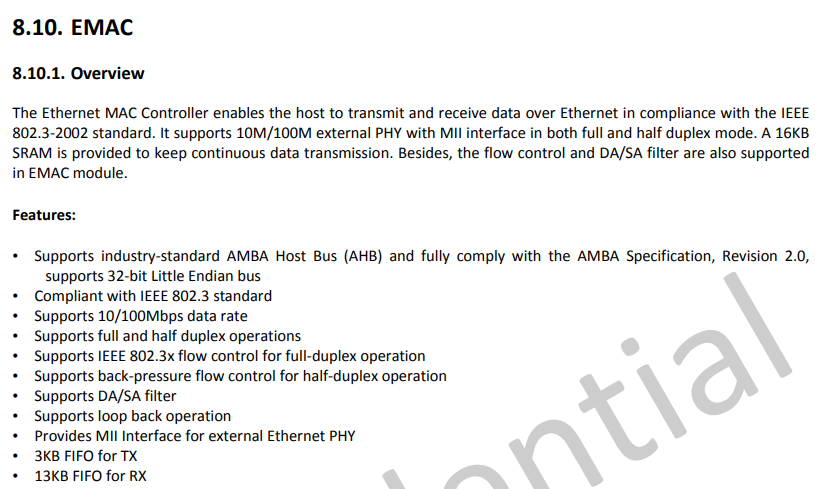 8.10. EMAC
8.10.1. Overview
The Ethernet MAC Controller enables the host to transmit and receive data over Ethernet in compliance with the IEEE
802.3-2002 standard. It supports 10M/100M external PHY with MII interface in both full and half duplex mode. A 16KB
SRAM is provided to keep continuous data transmission. Besides, the flow control and DA/SA filter are also supported
in EMAC module.
Features:
• Supports industry-standard AMBA Host Bus (AHB) and fully comply with the AMBA Specification, Revision 2.0,
supports 32-bit Little Endian bus
• Compliant with IEEE 802.3 standard
• Supports 10/100Mbps data rate
• Supports full and half duplex operations
• Supports IEEE 802.3x flow control for full-duplex operation
• Supports back-pressure flow control for half-duplex operation
• Supports DA/SA filter
• Supports loop back operation
• Provides MII Interface for external Ethernet PHY
• 3KB FIFO for TX
• 13KB FIFO for RX
dential